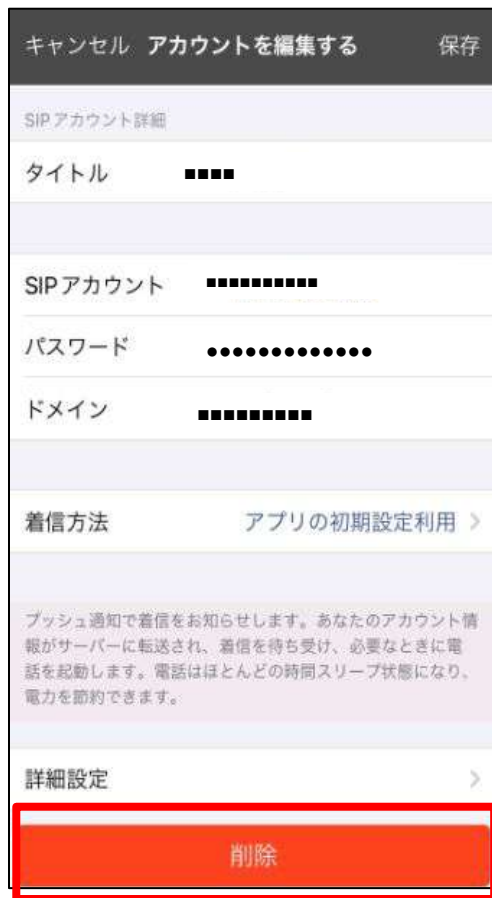 キャンセル アカウントを編集する 保存
SIPアカウント詳細
タイトル ■■■■
SIPアカウント ■■■■■■■■■■
パスワード ●●●●●●●●●●●●●
ドメイン ■■■■■■■■■
着信方法 アプリの初期設定利用 >
プッシュ通知で着信をお知らせします。あなたのアカウント情
報がサーバーに転送され、着信を待ち受け、必要なときに電
話を起動します。電話はほとんどの時間スリープ状態になり、
電力を節約できます。
詳細設定 >
削除